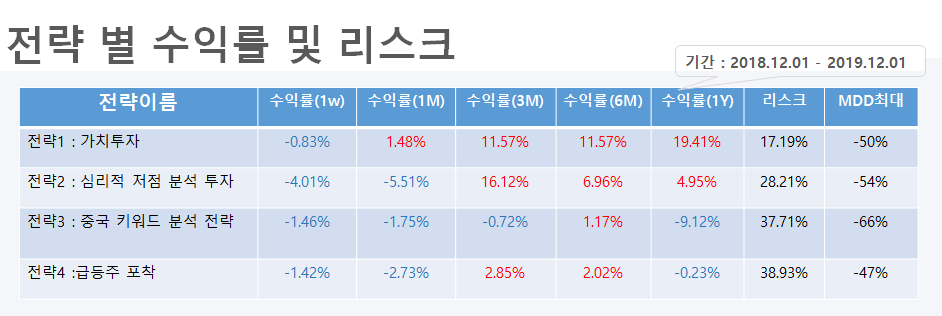 전략 별 수익률 및 리스크
기간 : 2018.12.01 - 2019.12.01
전략이름 수익률(1w) 수익률(1M) 수익률(3M) 수익률(6M) 수익률(1Y) 리스크 MDD최대
전략1 : 가치투자 -0.83% 1.48% 11.57% 11.57% 19.41% 17.19% -50%
전략2 : 심리적 저점 분석 투자 -4.01% -5.51% 16.12% 6.96% 4.95% 28.21% -54%
전략3 : 중국 키워드 분석 전략 -1.46% -1.75% -0.72% 1.17% -9.12% 37.71% -66%
전략4 :급등주 포착 -1.42% -2.73% 2.85% 2.02% -0.23% 38.93% -47%